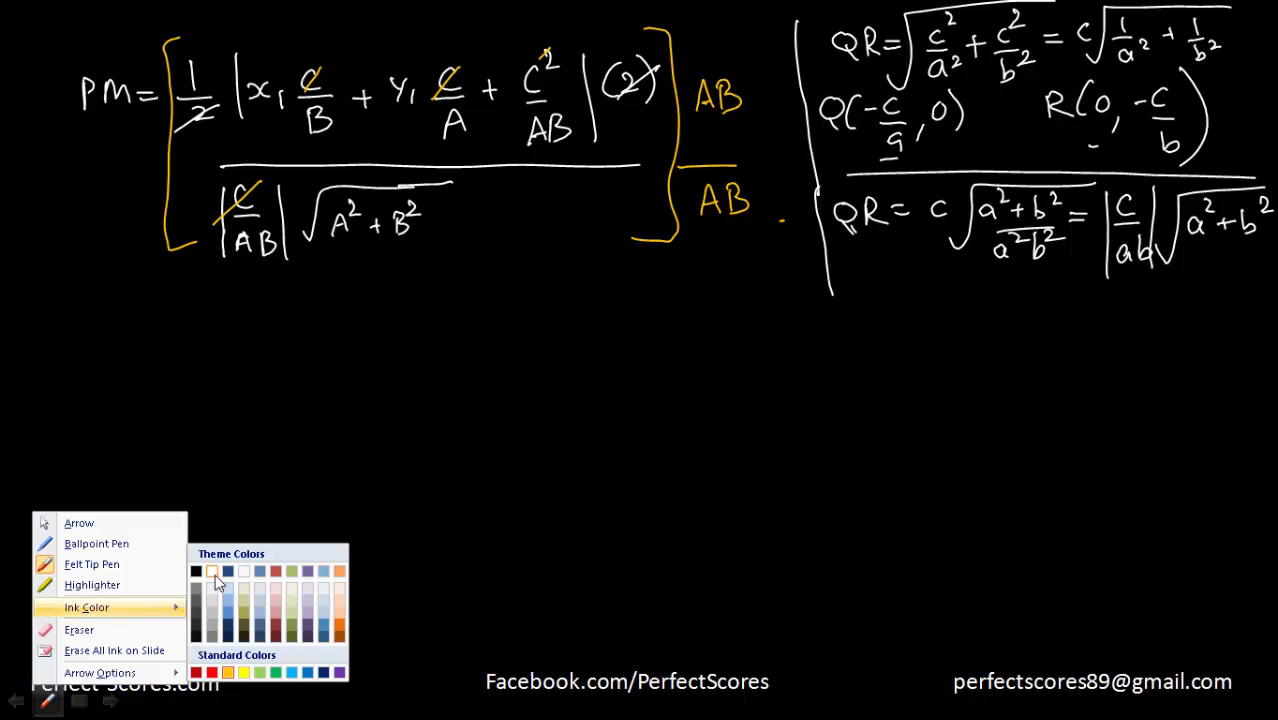 PM = [ 1/2 | x₁ C/B + y₁ C/A + C²/AB | (2) / |C/AB| √(A² + B²) ] AB/AB
QR = √(c²/a² + c²/b²) = c √(1/a² + 1/b²)
Q(-c/a, 0) R(0, -c/b)
QR = c √((a² + b²)/(a²b²)) = |c/ab| √(a² + b²)
Arrow
Ballpoint Pen
Felt Tip Pen
Highlighter
Ink Color
Eraser
Erase All Ink on Slide
Arrow Options
Theme Colors
Standard Colors
Perfect-Scores.com Facebook.com/PerfectScores perfectscores89@gmail.com